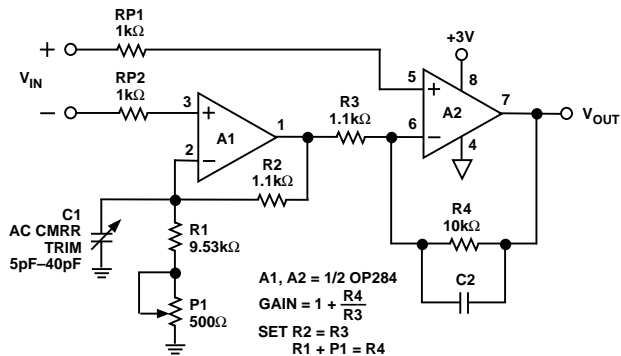 RP1
1kΩ
+
V_IN
RP2
1kΩ
−
3
+
A1
1
2
−
R2
1.1kΩ
R3
1.1kΩ
+3V
5
+
8
A2
7
6
−
4
V_OUT
C1
AC CMRR
TRIM
5pF–40pF
R1
9.53kΩ
P1
500Ω
R4
10kΩ
C2
A1, A2 = 1/2 OP284
GAIN = 1 + R4/R3
SET R2 = R3
R1 + P1 = R4